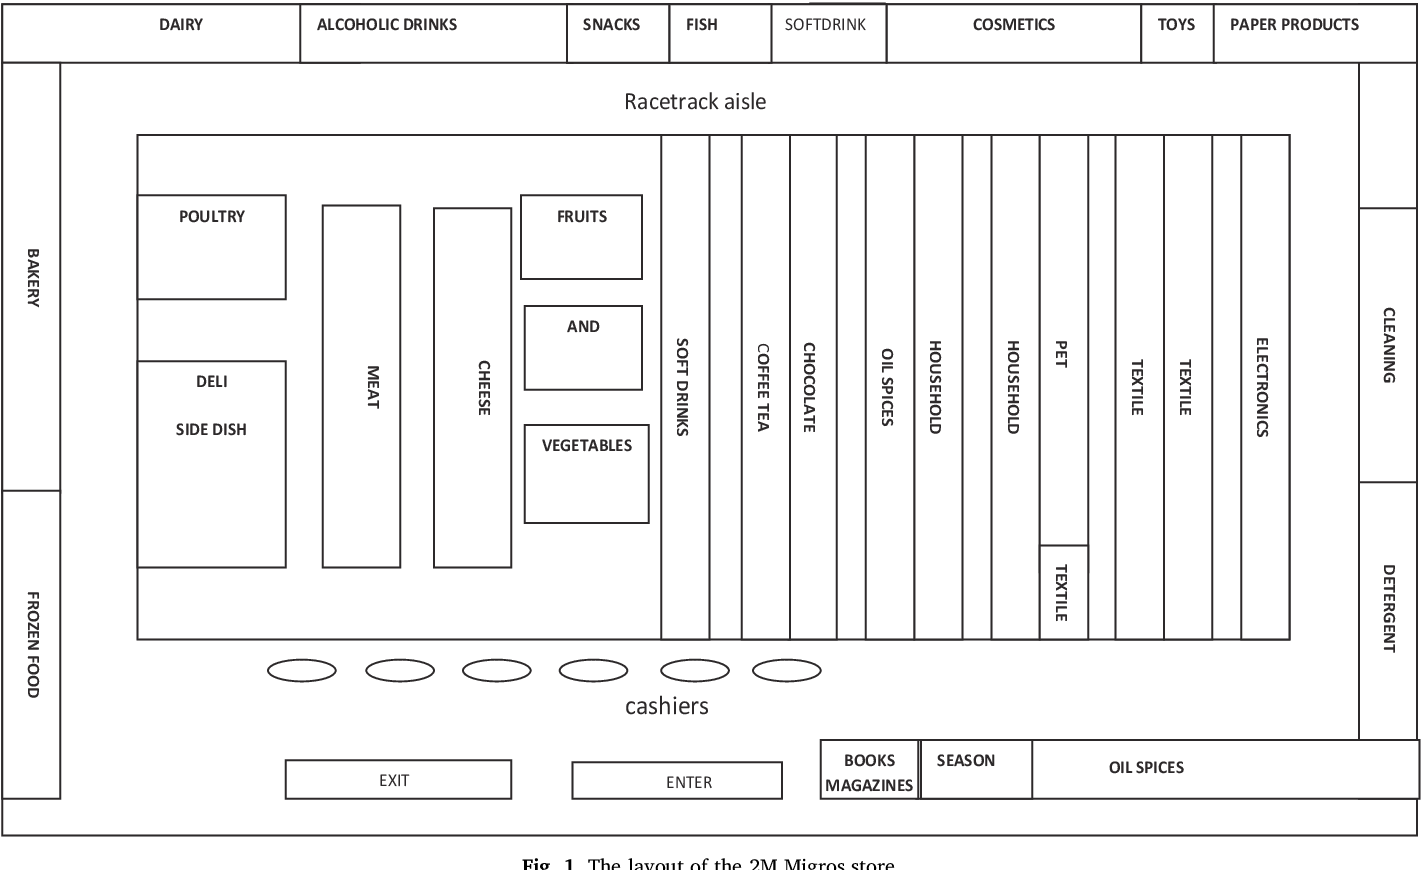 DAIRY
ALCOHOLIC DRINKS
SNACKS
FISH
SOFTDRINK
COSMETICS
TOYS
PAPER PRODUCTS
Racetrack aisle
BAKERY
FROZEN FOOD
POULTRY
DELI
SIDE DISH
MEAT
CHEESE
FRUITS
AND
VEGETABLES
SOFT DRINKS
COFFEE TEA
CHOCOLATE
OIL SPICES
HOUSEHOLD
HOUSEHOLD
PET
TEXTILE
TEXTILE
TEXTILE
ELECTRONICS
CLEANING
DETERGENT
cashiers
EXIT
ENTER
BOOKS
MAGAZINES
SEASON
OIL SPICES
Fig. 1. The layout of the 2M Migros store